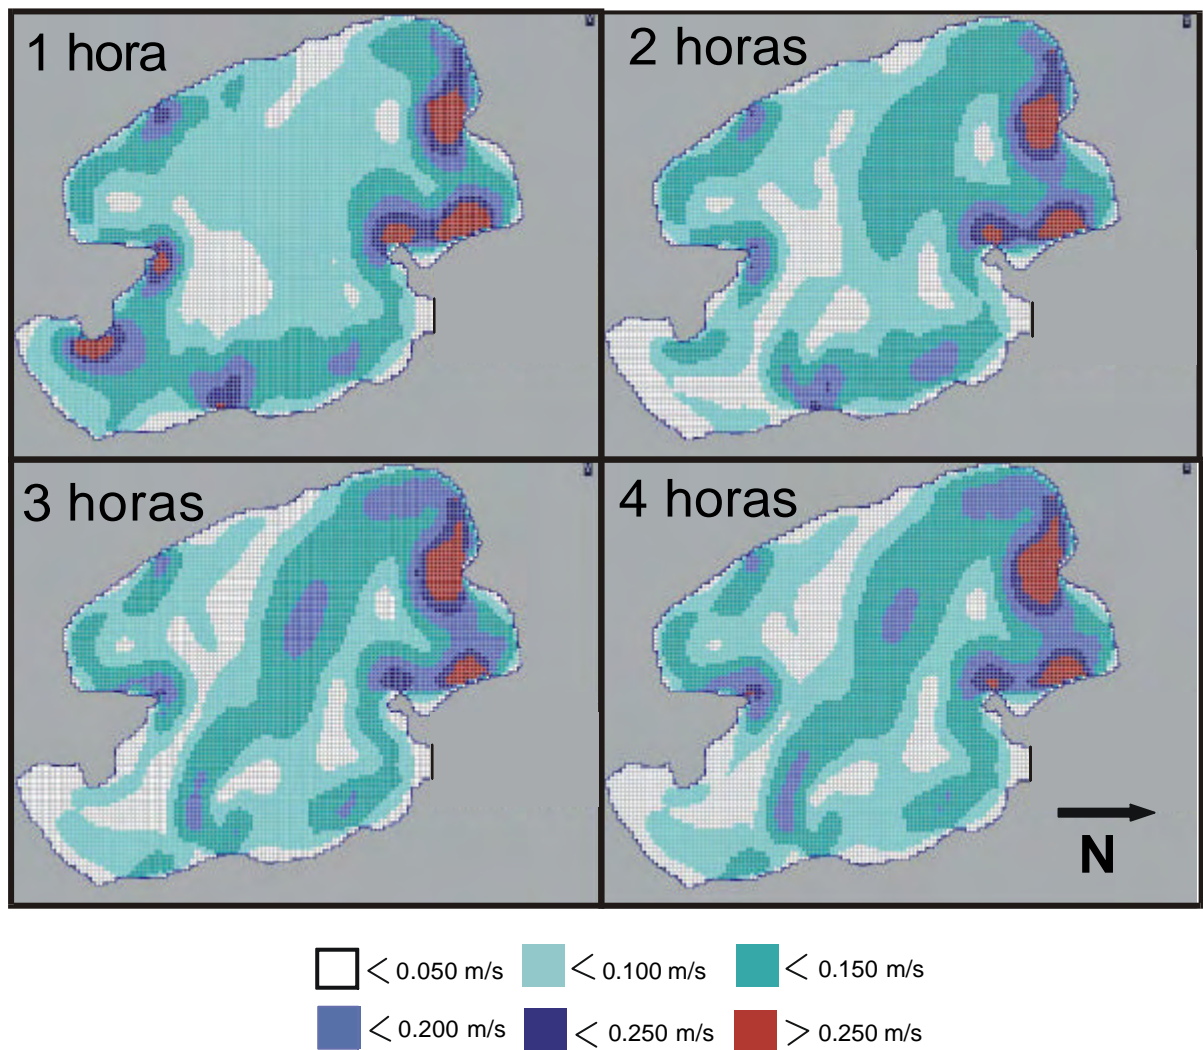 1 hora
2 horas
3 horas
4 horas
N
< 0.050 m/s
< 0.100 m/s
< 0.150 m/s
< 0.200 m/s
< 0.250 m/s
> 0.250 m/s